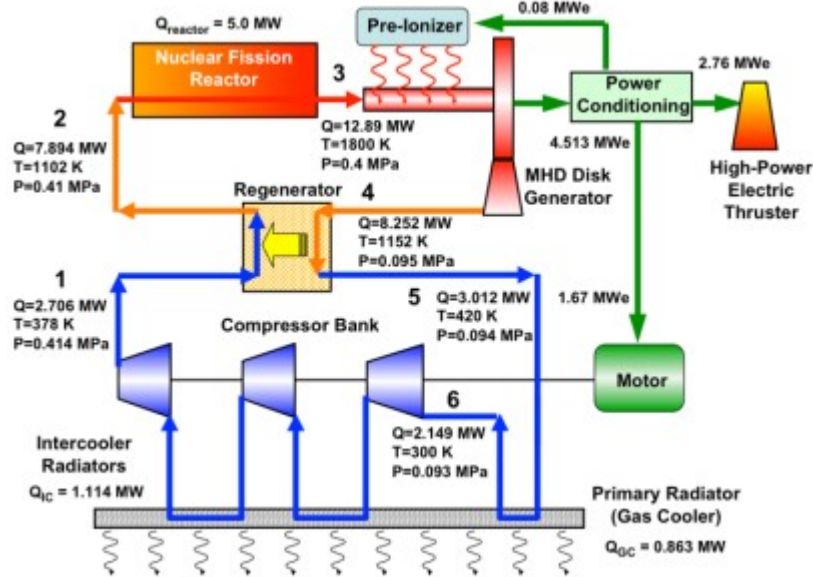 Q reactor = 5.0 MW
Pre-Ionizer
0.08 MWe
Nuclear Fission
Reactor
3
2.76 MWe
Power
Conditioning
2
Q=7.894 MW
T=1102 K
P=0.41 MPa
Q=12.89 MW
T=1800 K
P=0.4 MPa
4.513 MWe
High-Power
Electric
Thruster
MHD Disk
Generator
Regenerator
4
Q=8.252 MW
T=1152 K
P=0.095 MPa
1
Q=2.706 MW
T=378 K
P=0.414 MPa
5
Q=3.012 MW
T=420 K
P=0.094 MPa
1.67 MWe
Compressor Bank
Motor
6
Q=2.149 MW
T=300 K
P=0.093 MPa
Intercooler
Radiators
QIC = 1.114 MW
Primary Radiator
(Gas Cooler)
QGC = 0.863 MW